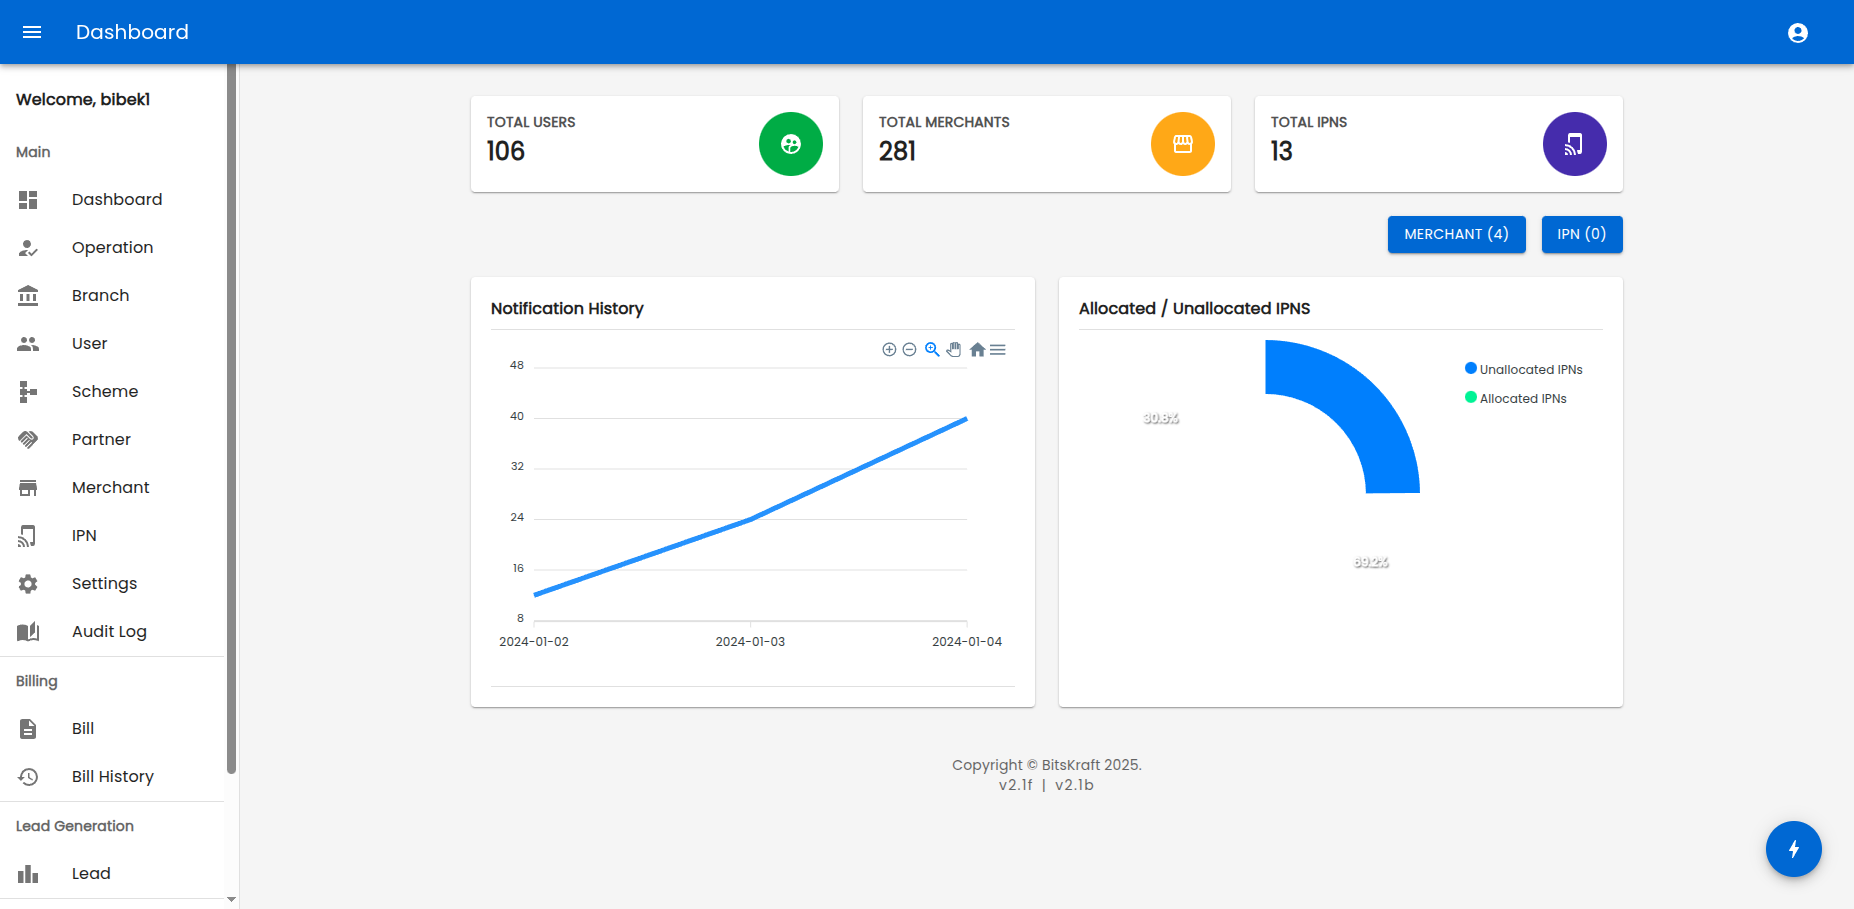 Dashboard
Welcome, bibek1
Main
Dashboard
Operation
Branch
User
Scheme
Partner
Merchant
IPN
Settings
Audit Log
Billing
Bill
Bill History
Lead Generation
Lead
TOTAL USERS
106
TOTAL MERCHANTS
281
TOTAL IPNS
13
MERCHANT (4)
IPN (0)
Notification History
48
40
32
24
16
8
2024-01-02
2024-01-03
2024-01-04
Allocated / Unallocated IPNS
Unallocated IPNs
Allocated IPNs
30.8%
69.2%
Copyright © BitsKraft 2025.
v2.1f | v2.1b